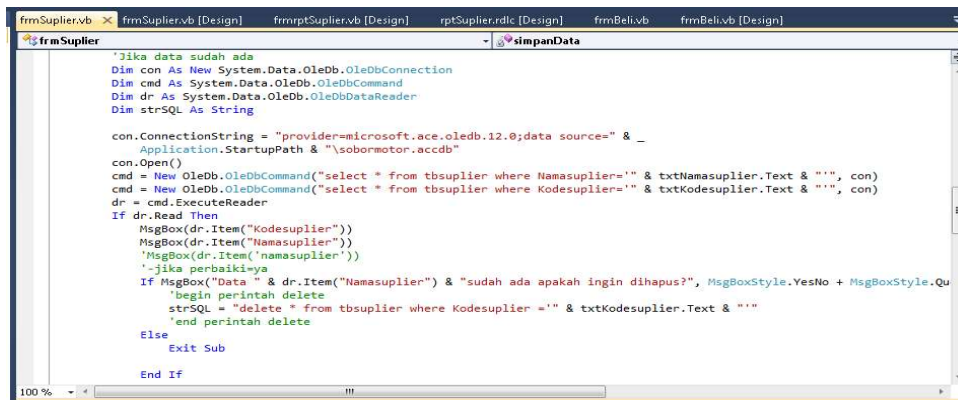 frmSuplier.vb frmSuplier.vb [Design] frmrptSuplier.vb [Design] rptSuplier.rdlc [Design] frmBeli.vb frmBeli.vb [Design]
frmSuplier simpanData
'Jika data sudah ada
Dim con As New System.Data.OleDb.OleDbConnection
Dim cmd As System.Data.OleDb.OleDbCommand
Dim dr As System.Data.OleDb.OleDbDataReader
Dim strSQL As String
con.ConnectionString = "provider=microsoft.ace.oledb.12.0;data source=" & _
Application.StartupPath & "\sobormotor.accdb"
con.Open()
cmd = New OleDb.OleDbCommand("select * from tbsuplier where Namasuplier='" & txtNamasuplier.Text & "'", con)
cmd = New OleDb.OleDbCommand("select * from tbsuplier where Kodesuplier='" & txtKodesuplier.Text & "'", con)
dr = cmd.ExecuteReader
If dr.Read Then
MsgBox(dr.Item("Kodesuplier"))
MsgBox(dr.Item("Namasuplier"))
'MsgBox(dr.Item('namasuplier'))
'-jika perbaiki=ya
If MsgBox("Data " & dr.Item("Namasuplier") & "sudah ada apakah ingin dihapus?", MsgBoxStyle.YesNo + MsgBoxStyle.Qu
'begin perintah delete
strSQL = "delete * from tbsuplier where Kodesuplier ='" & txtKodesuplier.Text & "'"
'end perintah delete
Else
Exit Sub
End If
100 %